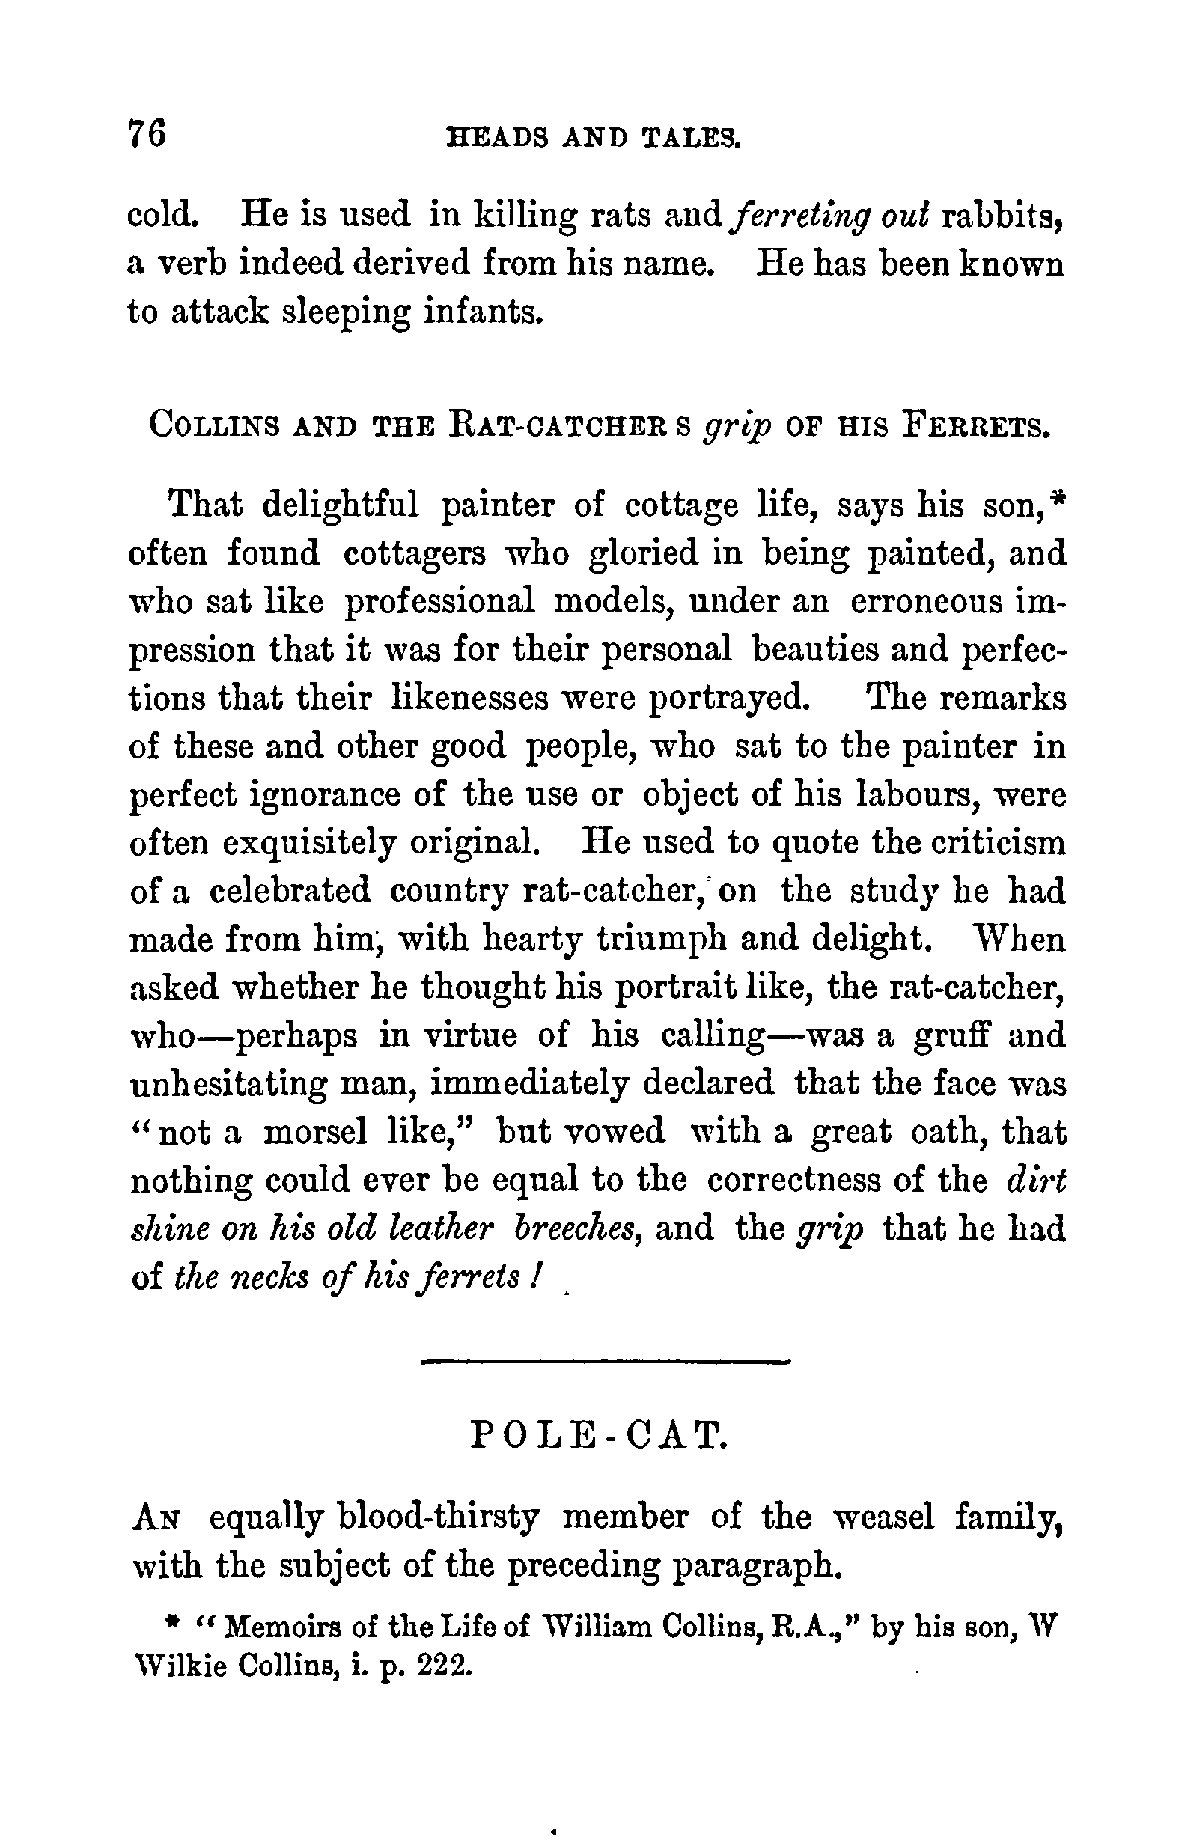 76 HEADS AND TALES.
cold. He is used in killing rats and ferreting out rabbits,
a verb indeed derived from his name. He has been known
to attack sleeping infants.
COLLINS AND THE RAT-CATCHER S grip OF HIS FERRETS.
That delightful painter of cottage life, says his son,*
often found cottagers who gloried in being painted, and
who sat like professional models, under an erroneous im-
pression that it was for their personal beauties and perfec-
tions that their likenesses were portrayed. The remarks
of these and other good people, who sat to the painter in
perfect ignorance of the use or object of his labours, were
often exquisitely original. He used to quote the criticism
of a celebrated country rat-catcher, on the study he had
made from him, with hearty triumph and delight. When
asked whether he thought his portrait like, the rat-catcher,
who—perhaps in virtue of his calling—was a gruff and
unhesitating man, immediately declared that the face was
“not a morsel like,” but vowed with a great oath, that
nothing could ever be equal to the correctness of the dirt
shine on his old leather breeches, and the grip that he had
of the necks of his ferrets!
POLE-CAT.
AN equally blood-thirsty member of the weasel family,
with the subject of the preceding paragraph.
* “Memoirs of the Life of William Collins, R.A.,” by his son, W
Wilkie Collins, i. p. 222.